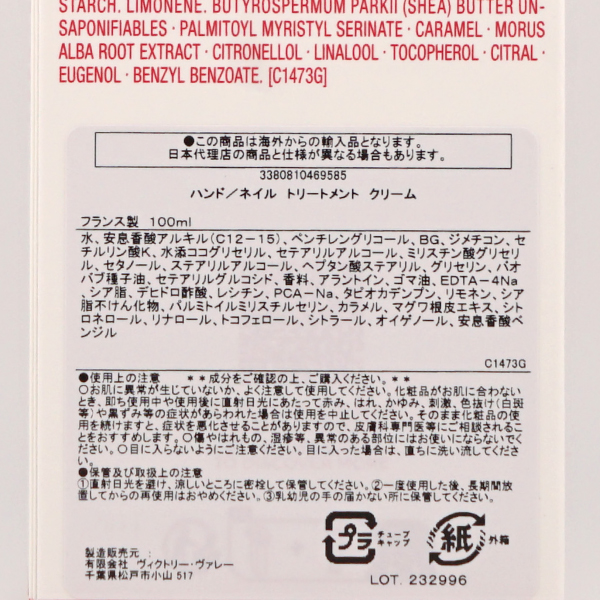 STARCH. LIMONENE. BUTYROSPERMUM PARKII (SHEA) BUTTER UN-
SAPONIFIABLES · PALMITOYL MYRISTYL SERINATE · CARAMEL · MORUS
ALBA ROOT EXTRACT · CITRONELLOL · LINALOOL · TOCOPHEROL · CITRAL ·
EUGENOL · BENZYL BENZOATE. [C1473G]
●この商品は海外からの輸入品となります。
日本代理店の商品と仕様が異なる場合もあります。
3380810469585
ハンド／ネイル トリートメント クリーム
フランス製 100ml
水、安息香酸アルキル(C12-15)、ペンチレングリコール、BG、ジメチコン、セ
チルリン酸K、水添ココグリセリル、セテアリルアルコール、ミリスチン酸グリセリ
ル、セタノール、ステアリルアルコール、ヘプタン酸ステアリル、グリセリン、バオ
バブ種子油、セテアリルグルコシド、香料、アラントイン、ゴマ油、EDTA-4Na
、シア脂、デヒドロ酢酸、レシチン、PCA-Na、タピオカデンプン、リモネン、シア
脂不けん化物、パルミトイルミリスチルセリン、カラメル、マグワ根皮エキス、シト
ロネロール、リナロール、トコフェロール、シトラール、オイゲノール、安息香酸ベ
ンジル
C1473G
●使用上の注意 ＊＊成分をご確認の上、ご購入ください。＊＊
○お肌に異常が生じていないか、よく注意して使用してください。化粧品がお肌に合わない
とき、即ち使用中や使用後に直射日光にあたって赤み、はれ、かゆみ、刺激、色抜け(白斑
等)や黒ずみ等の症状があらわれた場合は使用を中止してください。そのまま化粧品の使
用を続けますと、症状を悪化させることがありますので、皮膚科専門医等にご相談されるこ
とをおすすめします。○傷やはれもの、湿疹等、異常のある部位にはお使いにならないでく
ださい。○目に入らないようにご注意ください。目に入った場合は、直ちに洗い流してくだ
さい。
●保管及び取扱上の注意
①直射日光を避け、涼しいところに密栓して保管してください。②一度使用した後、長期間放
置してからの再使用はおやめください。③乳幼児の手の届かない所に保管してください。
プラ チューブ キャップ 紙 外箱
製造販売元：
有限会社 ヴィクトリー・ヴァレー
千葉県松戸市小山 517
LOT. 232996